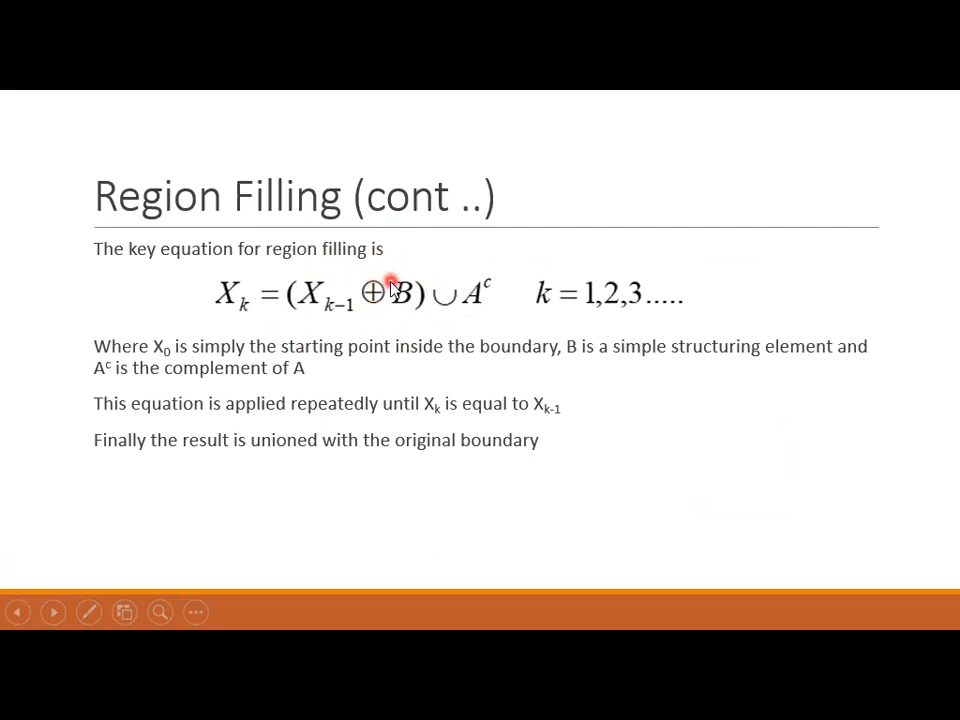 Region Filling (cont ..)
The key equation for region filling is
Xₖ = (Xₖ₋₁ ⊕ B) ∪ Aᶜ    k = 1,2,3.....
Where X₀ is simply the starting point inside the boundary, B is a simple structuring element and
Aᶜ is the complement of A
This equation is applied repeatedly until Xₖ is equal to Xₖ₋₁
Finally the result is unioned with the original boundary